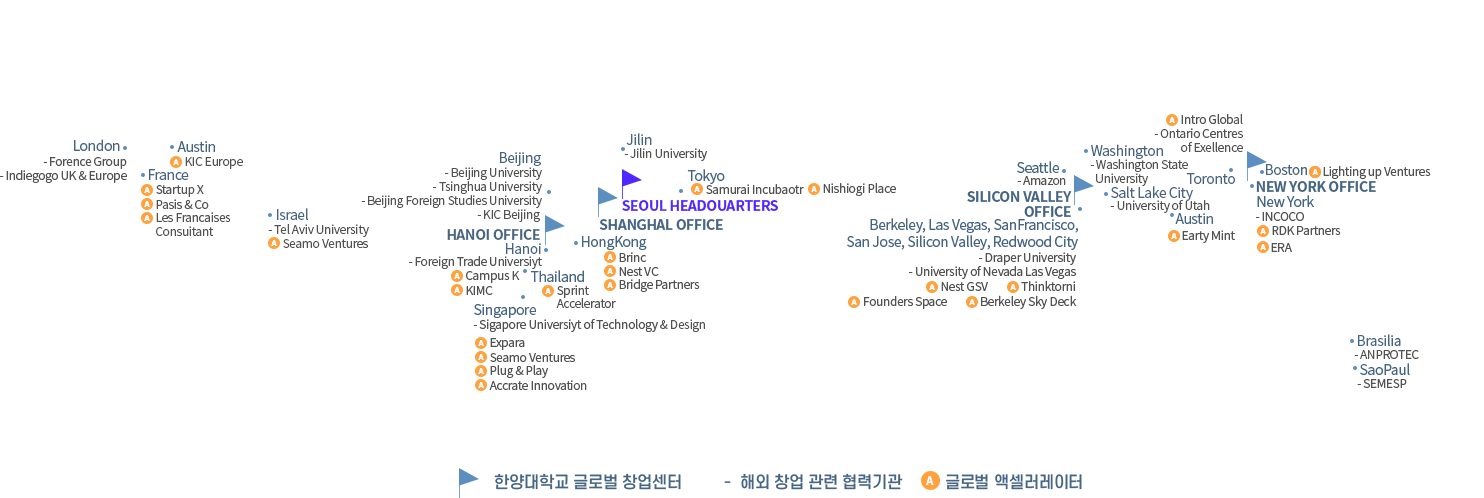 London
- Forence Group
- Indiegogo UK & Europe
Austin
A KIC Europe
France
A Startup X
A Pasis & Co
A Les Francaises
Consuitant
Israel
- Tel Aviv University
A Seamo Ventures
Beijing
- Beijing University
- Tsinghua University
- Beijing Foreign Studies University
- KIC Beijing
HANOI OFFICE
Hanoi
- Foreign Trade Universiyt
A Campus K
A KIMC
Thailand
A Sprint
Accelerator
Singapore
- Sigapore Universiyt of Technology & Design
A Expara
A Seamo Ventures
A Plug & Play
A Accrate Innovation
Jilin
- Jilin University
Tokyo
A Samurai Incubaotr A Nishiogi Place
SEOUL HEADOUARTERS
SHANGHAL OFFICE
HongKong
A Brinc
A Nest VC
A Bridge Partners
Seattle
- Amazon
SILICON VALLEY
OFFICE
Berkeley, Las Vegas, SanFrancisco,
San Jose, Silicon Valley, Redwood City
- Draper University
- University of Nevada Las Vegas
A Nest GSV A Thinktorni
A Founders Space A Berkeley Sky Deck
Washington
- Washington State
University
Salt Lake City
- University of Utah
Austin
A Earty Mint
A Intro Global
- Ontario Centres
of Exellence
Toronto
Boston A Lighting up Ventures
NEW YORK OFFICE
New York
- INCOCO
A RDK Partners
A ERA
Brasilia
- ANPROTEC
SaoPaul
- SEMESP
한양대학교 글로벌 창업센터 - 해외 창업 관련 협력기관 A 글로벌 액셀러레이터